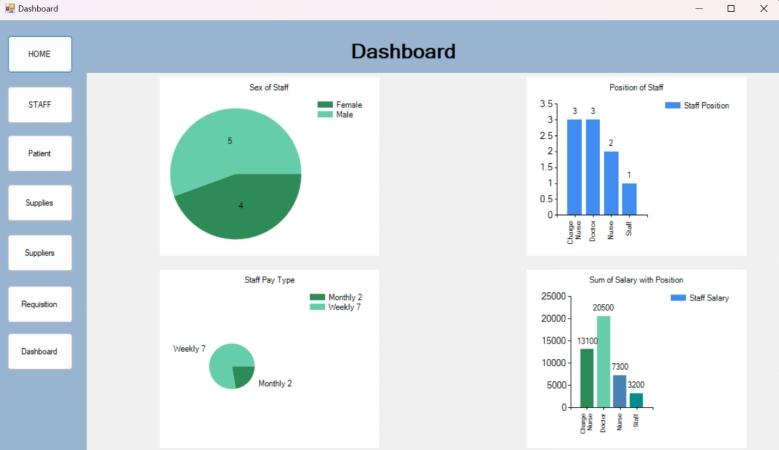 Dashboard
HOME
STAFF
Patient
Supplies
Suppliers
Requisition
Dashboard
Dashboard
Sex of Staff
Female
Male
5
4
Position of Staff
Staff Position
3.5
3
2.5
2
1.5
1
0.5
0
3
3
2
1
Charge
Nurse
Doctor
Nurse
Staff
Staff Pay Type
Monthly 2
Weekly 7
Weekly 7
Monthly 2
Sum of Salary with Position
Staff Salary
25000
20000
15000
10000
5000
0
13100
20500
7300
3200
Charge
Nurse
Doctor
Nurse
Staff